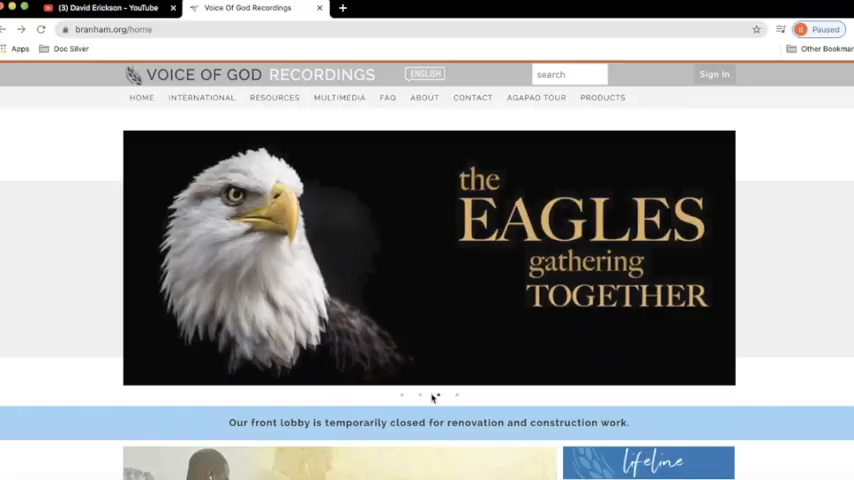 (3) David Erickson - YouTube
Voice Of God Recordings
branham.org/home
Paused
Apps
Doc Silver
Other Bookmar
VOICE OF GOD RECORDINGS
ENGLISH
search
Sign In
HOME INTERNATIONAL RESOURCES MULTIMEDIA FAQ ABOUT CONTACT AGAPAO TOUR PRODUCTS
the
EAGLES
gathering
TOGETHER
Our front lobby is temporarily closed for renovation and construction work.
lifeline